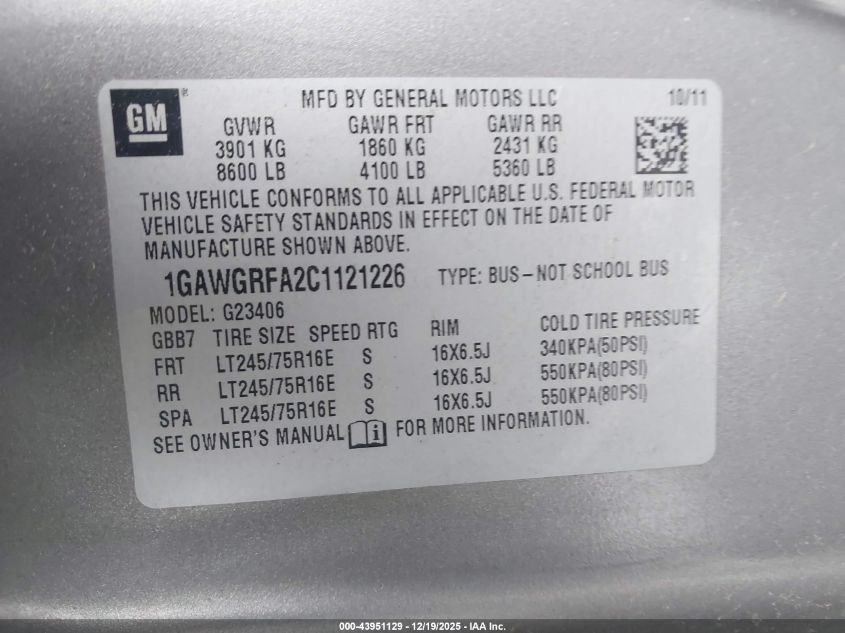 GM ®
MFD BY GENERAL MOTORS LLC 10/11
GVWR GAWR FRT GAWR RR
3901 KG 1860 KG 2431 KG
8600 LB 4100 LB 5360 LB
THIS VEHICLE CONFORMS TO ALL APPLICABLE U.S. FEDERAL MOTOR
VEHICLE SAFETY STANDARDS IN EFFECT ON THE DATE OF
MANUFACTURE SHOWN ABOVE.
1GAWGRFA2C1121226 TYPE: BUS-NOT SCHOOL BUS
MODEL: G23406
GBB7 TIRE SIZE SPEED RTG RIM COLD TIRE PRESSURE
FRT LT245/75R16E S 16X6.5J 340KPA(50PSI)
RR LT245/75R16E S 16X6.5J 550KPA(80PSI)
SPA LT245/75R16E S 16X6.5J 550KPA(80PSI)
SEE OWNER'S MANUAL i FOR MORE INFORMATION.
000-43951129 - 12/19/2025 - IAA Inc.